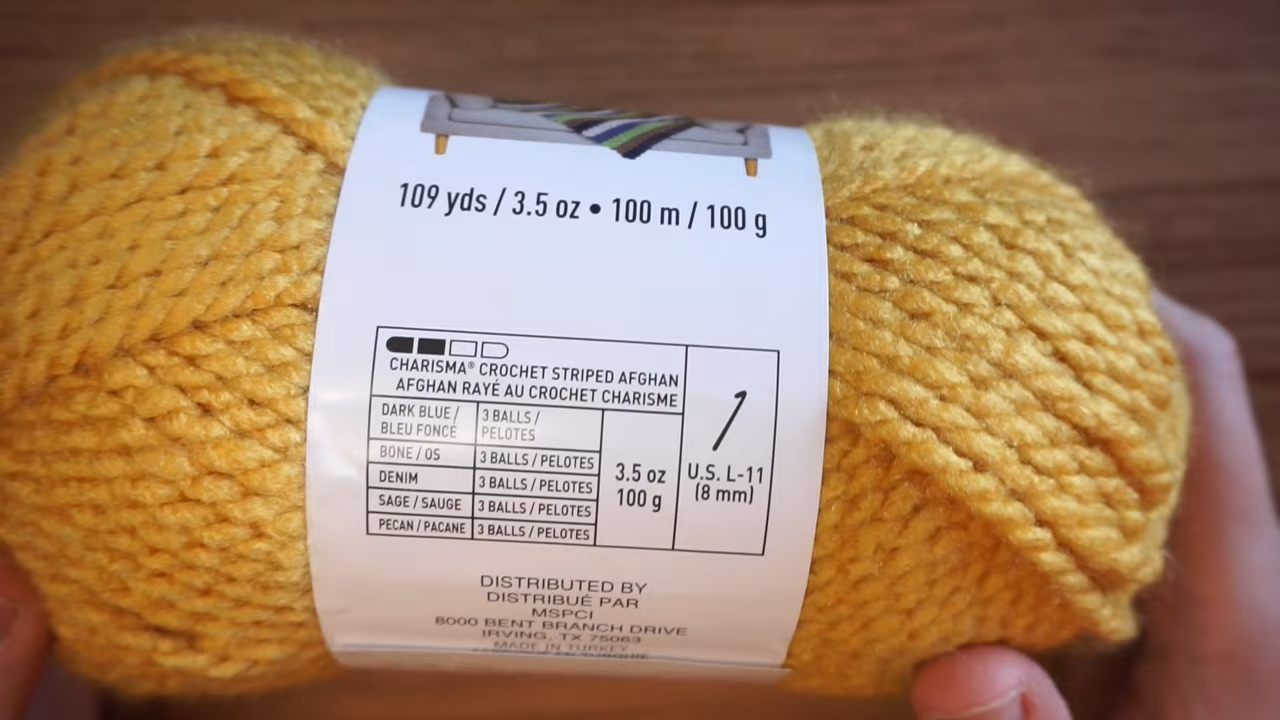 109 yds / 3.5 oz • 100 m / 100 g
CHARISMA® CROCHET STRIPED AFGHAN
AFGHAN RAYÉ AU CROCHET CHARISME
DARK BLUE /
BLEU FONCÉ
3 BALLS /
PELOTES
BONE / OS
3 BALLS / PELOTES
DENIM
3 BALLS / PELOTES
SAGE / SAUGE
3 BALLS / PELOTES
PECAN / PACANE
3 BALLS / PELOTES
3.5 oz
100 g
U.S. L-11
(8 mm)
DISTRIBUTED BY
DISTRIBUÉ PAR
MSPCI
8000 BENT BRANCH DRIVE
IRVING, TX 75063
MADE IN TURKEY